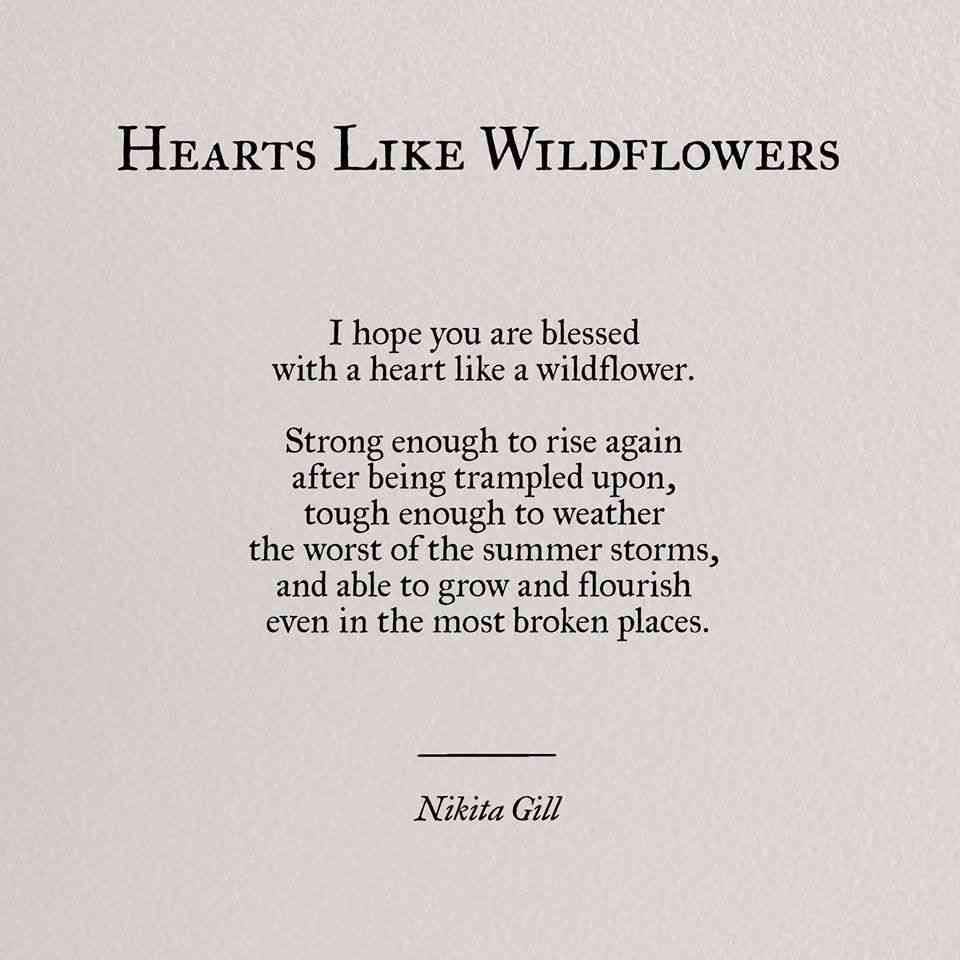 Hearts Like Wildflowers
I hope you are blessed
with a heart like a wildflower.
Strong enough to rise again
after being trampled upon,
tough enough to weather
the worst of the summer storms,
and able to grow and flourish
even in the most broken places.
Nikita Gill